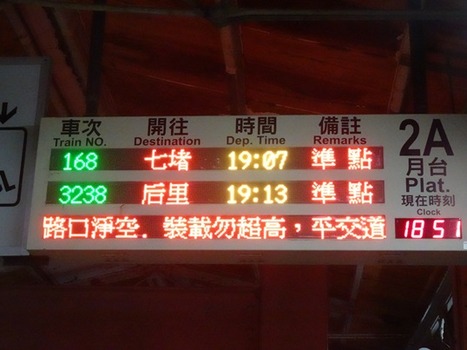 車次 開往 時間 備註 2A
Train NO. Destination Dep. Time Remarks 月台
168 七堵 19:07 準點 Plat.
3238 后里 19:13 準點 現在時刻
Clock
路口淨空. 裝載勿超高，平交道 18 51